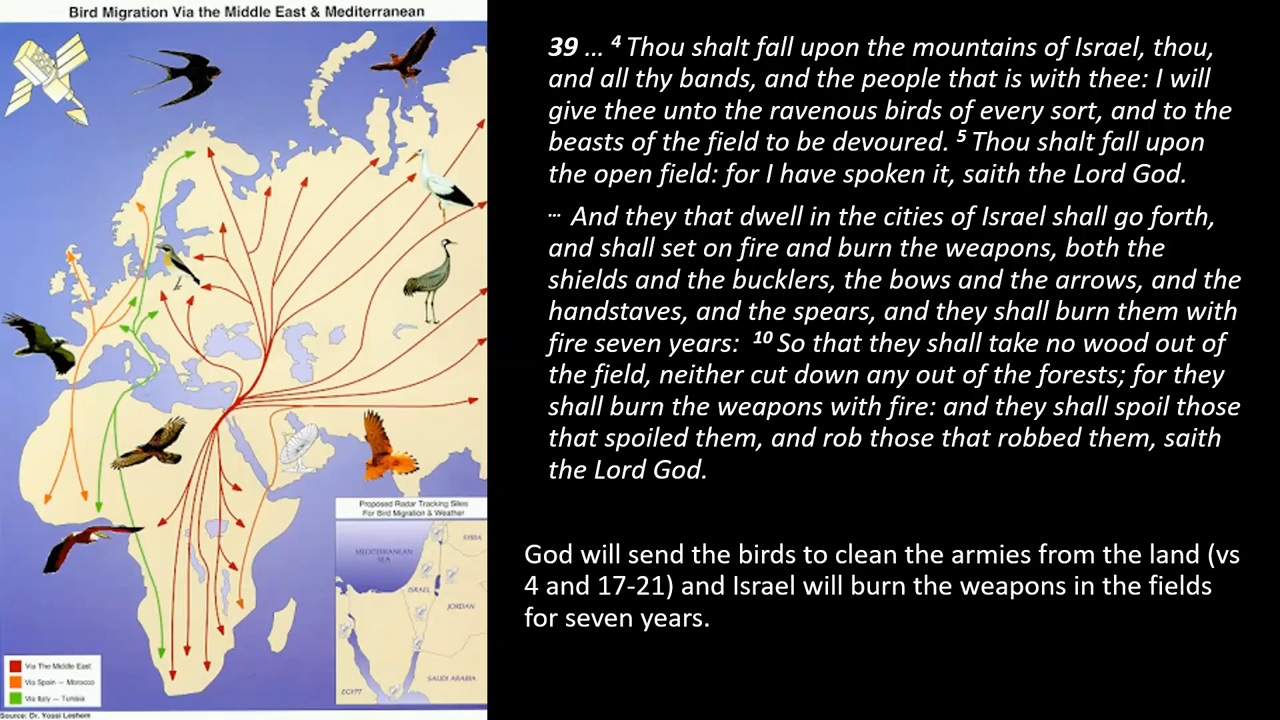 Bird Migration Via the Middle East & Mediterranean
39 ... 4 Thou shalt fall upon the mountains of Israel, thou,
and all thy bands, and the people that is with thee: I will
give thee unto the ravenous birds of every sort, and to the
beasts of the field to be devoured. 5 Thou shalt fall upon
the open field: for I have spoken it, saith the Lord God.
... And they that dwell in the cities of Israel shall go forth,
and shall set on fire and burn the weapons, both the
shields and the bucklers, the bows and the arrows, and the
handstaves, and the spears, and they shall burn them with
fire seven years: 10 So that they shall take no wood out of
the field, neither cut down any out of the forests; for they
shall burn the weapons with fire: and they shall spoil those
that spoiled them, and rob those that robbed them, saith
the Lord God.
God will send the birds to clean the armies from the land (vs
4 and 17-21) and Israel will burn the weapons in the fields
for seven years.
Proposed Radar Tracking Sites
For Bird Migration & Weather
MEDITERRANEAN
SEA
SYRIA
ISRAEL
JORDAN
EGYPT
SAUDI ARABIA
Via The Middle East
Via Spain — Morocco
Via Italy — Tunisia
Source: Dr. Yossi Leshem